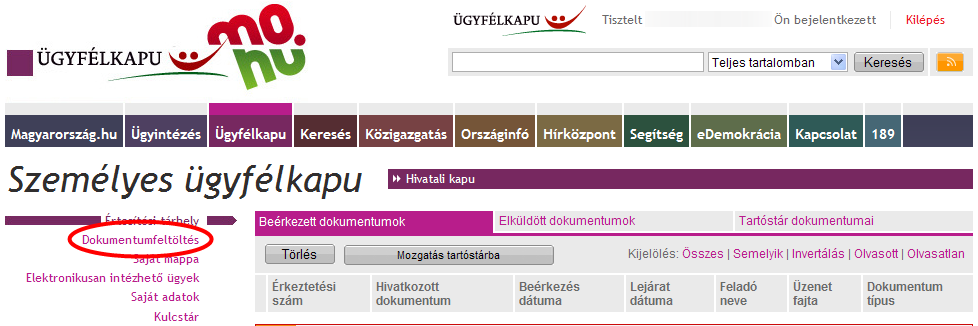 ÜGYFÉLKAPU
mo.hu
ÜGYFÉLKAPU Tisztelt Ön bejelentkezett Kilépés
Teljes tartalomban Keresés
Magyarország.hu Ügyintézés Ügyfélkapu Keresés Közigazgatás Országinfó Hírközpont Segítség eDemokrácia Kapcsolat 189
Személyes ügyfélkapu
Hivatali kapu
Értesítési tárhely
Dokumentumfeltöltés
Saját mappa
Elektronikusan intézhető ügyek
Saját adatok
Kulcstár
Beérkezett dokumentumok Elküldött dokumentumok Tartóstár dokumentumai
Törlés Mozgatás tartóstárba Kijelölés: Összes | Semelyik | Invertálás | Olvasott | Olvasatlan
Érkeztetési szám
Hivatkozott dokumentum
Beérkezés dátuma
Lejárat dátuma
Feladó neve
Üzenet fajta
Dokumentum típus